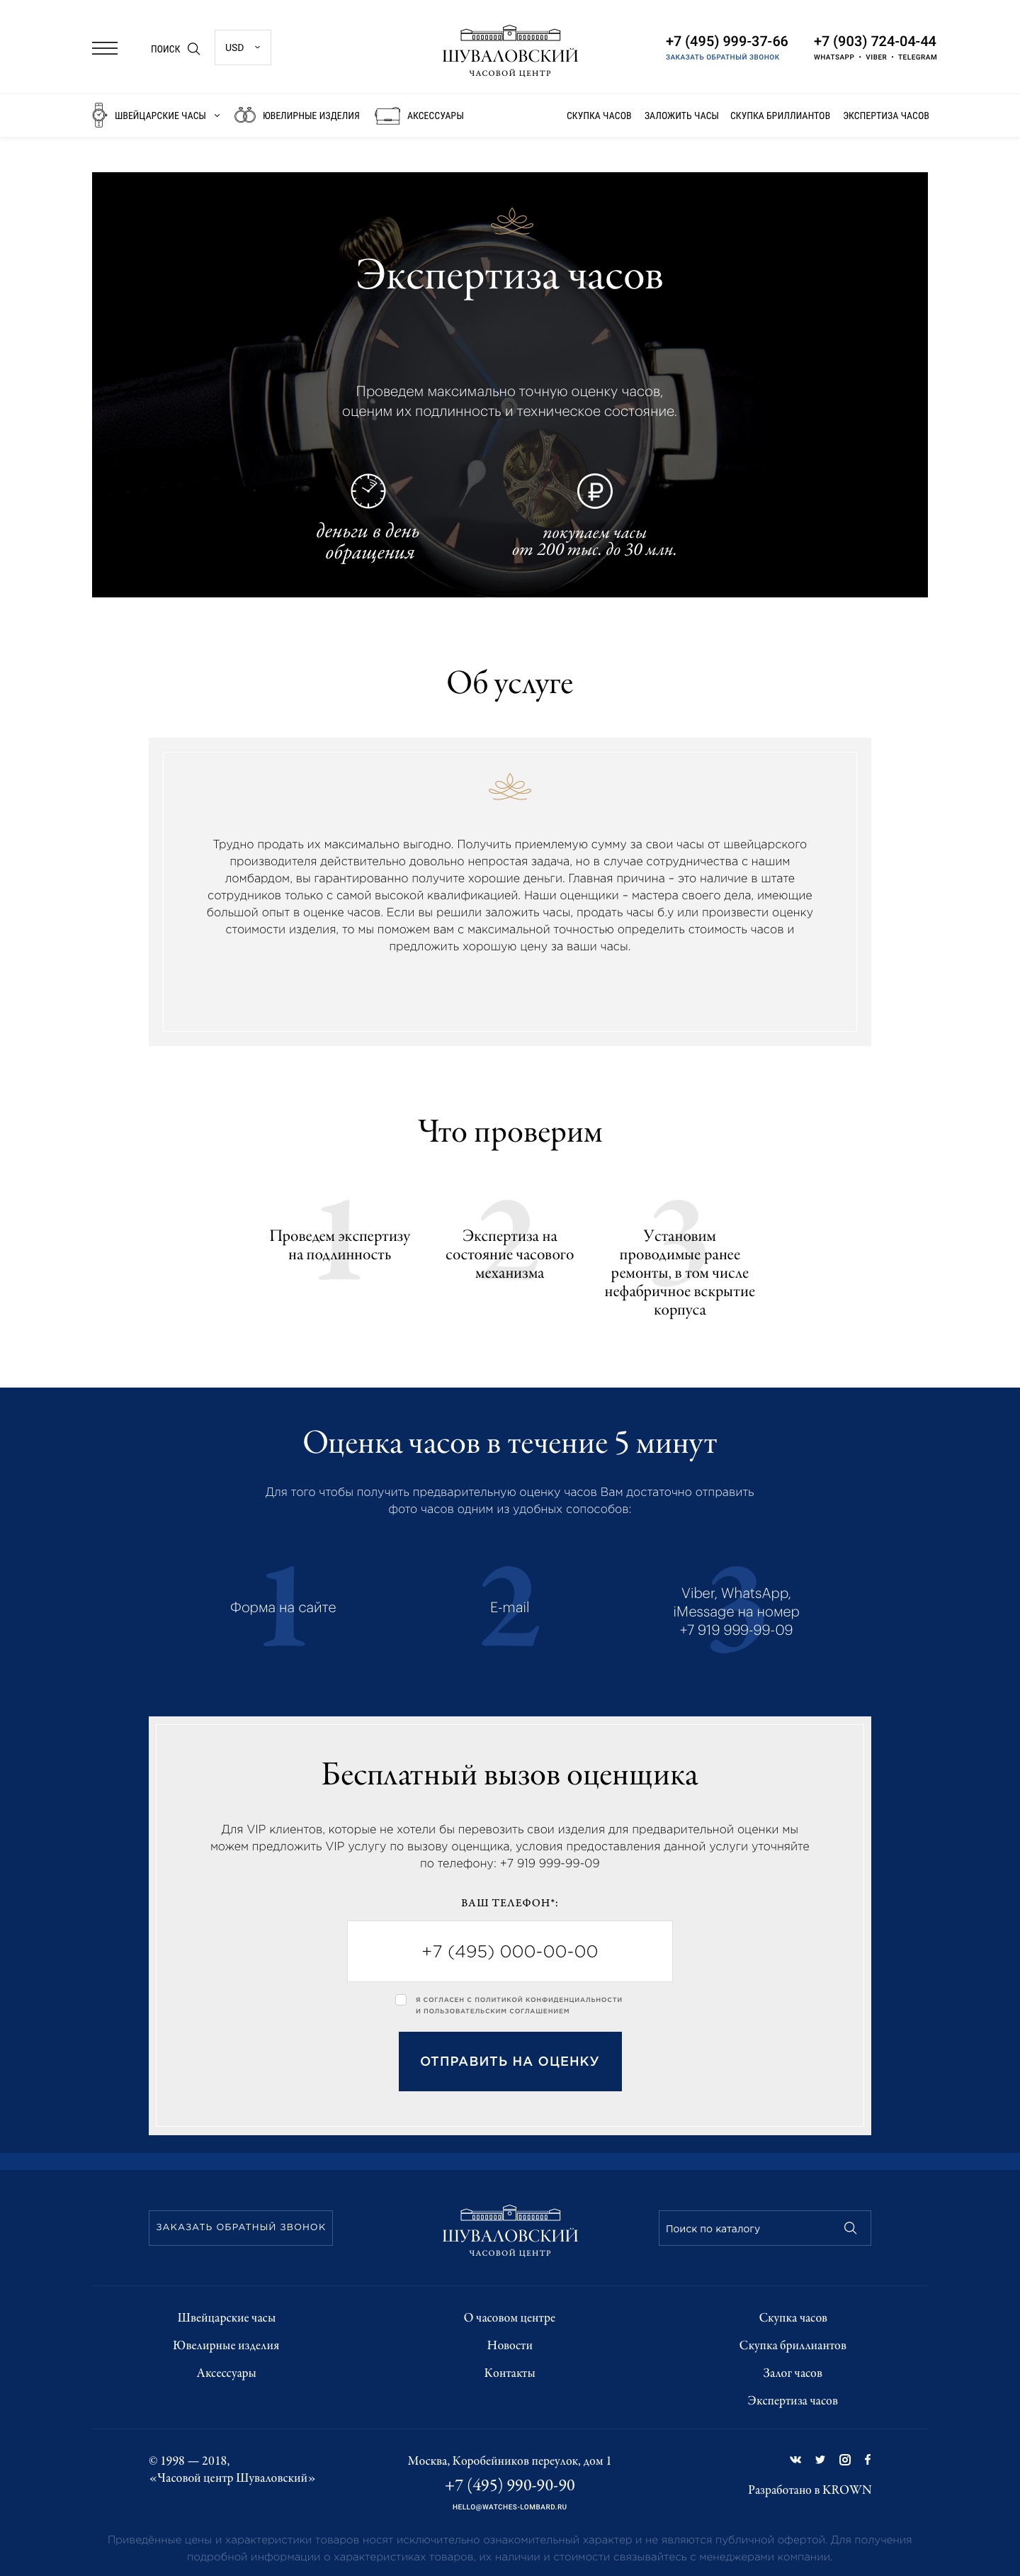 ПОИСК
USD
ШУВАЛОВСКИЙ
ЧАСОВОЙ ЦЕНТР
+7 (495) 999-37-66
ЗАКАЗАТЬ ОБРАТНЫЙ ЗВОНОК
+7 (903) 724-04-44
WHATSAPP • VIBER • TELEGRAM
ШВЕЙЦАРСКИЕ ЧАСЫ
ЮВЕЛИРНЫЕ ИЗДЕЛИЯ
АКСЕССУАРЫ
СКУПКА ЧАСОВ
ЗАЛОЖИТЬ ЧАСЫ
СКУПКА БРИЛЛИАНТОВ
ЭКСПЕРТИЗА ЧАСОВ
Экспертиза часов
Проведем максимально точную оценку часов,
оценим их подлинность и техническое состояние.
деньги в день
обращения
покупаем часы
от 200 тыс. до 30 млн.
Об услуге
Трудно продать их максимально выгодно. Получить приемлемую сумму за свои часы от швейцарского
производителя действительно довольно непростая задача, но в случае сотрудничества с нашим
ломбардом, вы гарантированно получите хорошие деньги. Главная причина – это наличие в штате
сотрудников только с самой высокой квалификацией. Наши оценщики – мастера своего дела, имеющие
большой опыт в оценке часов. Если вы решили заложить часы, продать часы б.у или произвести оценку
стоимости изделия, то мы поможем вам с максимальной точностью определить стоимость часов и
предложить хорошую цену за ваши часы.
Что проверим
1
Проведем экспертизу
на подлинность
2
Экспертиза на
состояние часового
механизма
3
Установим
проводимые ранее
ремонты, в том числе
нефабричное вскрытие
корпуса
Оценка часов в течение 5 минут
Для того чтобы получить предварительную оценку часов Вам достаточно отправить
фото часов одним из удобных способов:
1
Форма на сайте
2
E-mail
3
Viber, WhatsApp,
iMessage на номер
+7 919 999-99-09
Бесплатный вызов оценщика
Для VIP клиентов, которые не хотели бы перевозить свои изделия для предварительной оценки мы
можем предложить VIP услугу по вызову оценщика, условия предоставления данной услуги уточняйте
по телефону: +7 919 999-99-09
ВАШ ТЕЛЕФОН*:
+7 (495) 000-00-00
Я СОГЛАСЕН С ПОЛИТИКОЙ КОНФИДЕНЦИАЛЬНОСТИ
И ПОЛЬЗОВАТЕЛЬСКИМ СОГЛАШЕНИЕМ
ОТПРАВИТЬ НА ОЦЕНКУ
ЗАКАЗАТЬ ОБРАТНЫЙ ЗВОНОК
ШУВАЛОВСКИЙ
ЧАСОВОЙ ЦЕНТР
Поиск по каталогу
Швейцарские часы
Ювелирные изделия
Аксессуары
О часовом центре
Новости
Контакты
Скупка часов
Скупка бриллиантов
Залог часов
Экспертиза часов
© 1998 — 2018,
«Часовой центр Шуваловский»
Москва, Коробейников переулок, дом 1
+7 (495) 990-90-90
HELLO@WATCHES-LOMBARD.RU
Разработано в KROWN
Приведённые цены и характеристики товаров носят исключительно ознакомительный характер и не являются публичной офертой. Для получения
подробной информации о характеристиках товаров, их наличии и стоимости связывайтесь с менеджерами компании.